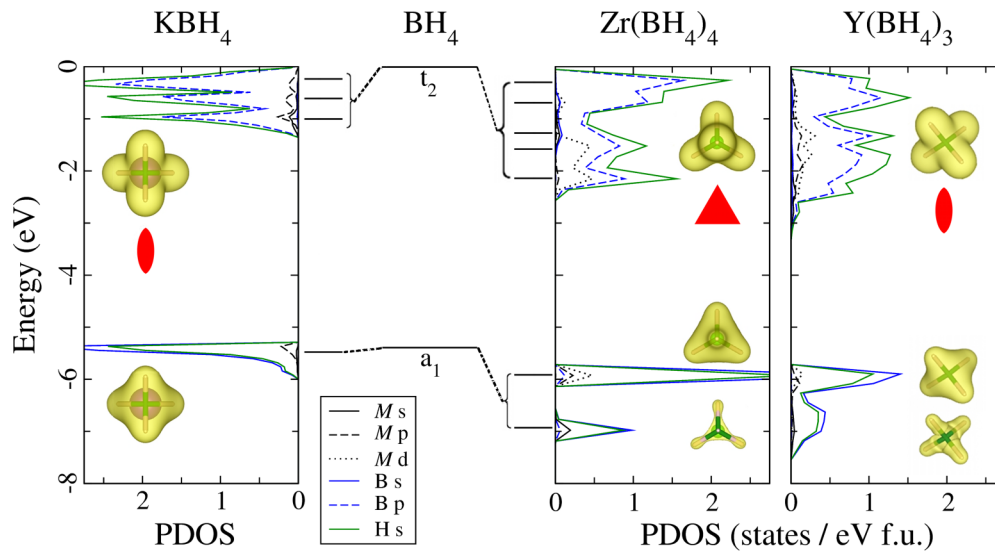 KBH4
BH4
Zr(BH4)4
Y(BH4)3
Energy (eV)
0
-2
-4
-6
-8
t2
a1
M s
M p
M d
B s
B p
H s
2 1 0
0 1 2
0 1 2
PDOS
PDOS (states / eV f.u.)